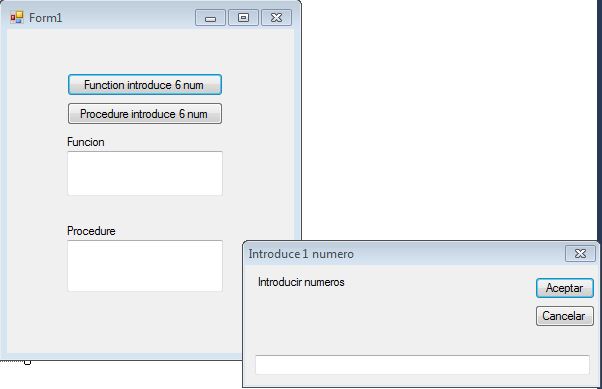 Form1
Function introduce 6 num
Procedure introduce 6 num
Funcion
Procedure
Introduce 1 numero
Introducir numeros
Aceptar
Cancelar